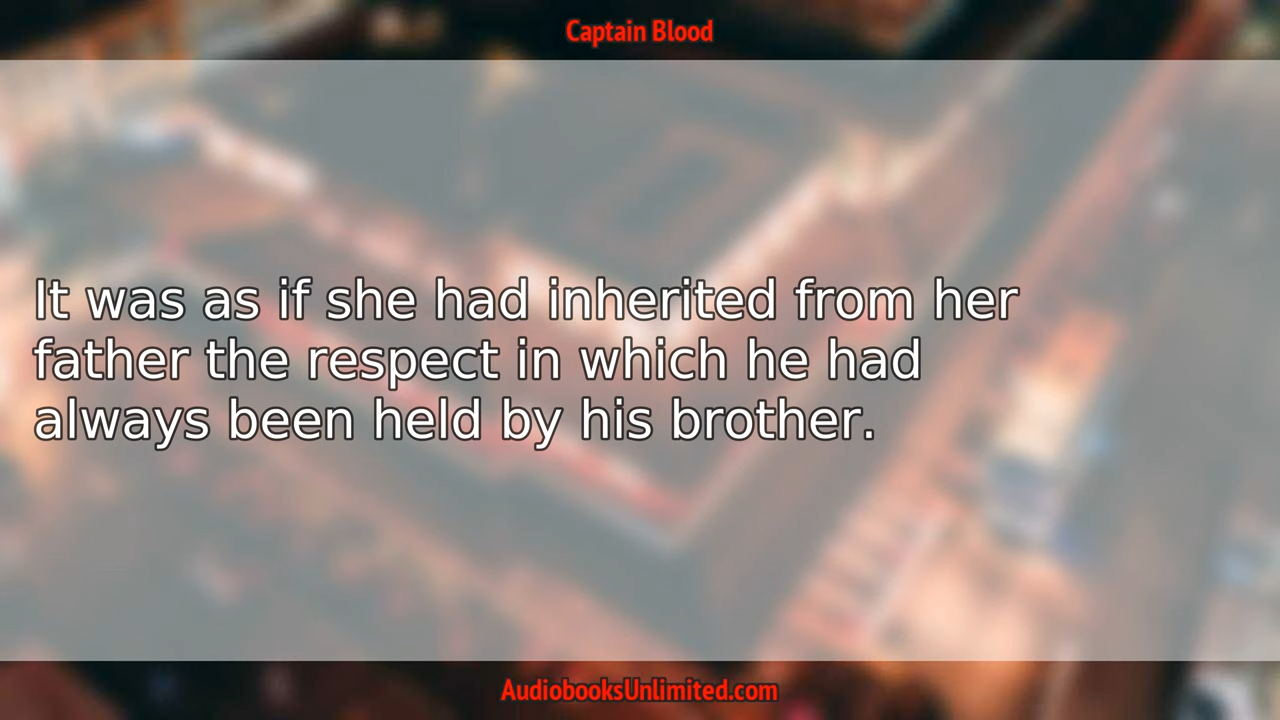 Captain Blood
It was as if she had inherited from her
father the respect in which he had
always been held by his brother.
AudiobooksUnlimited.com